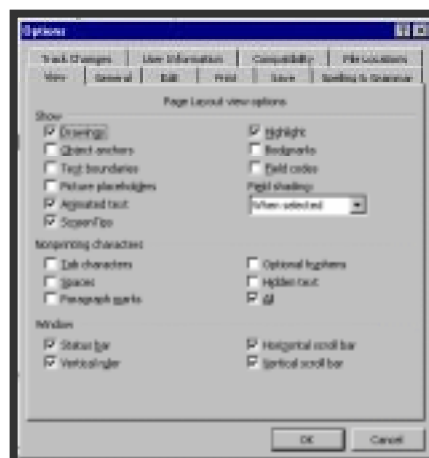 Options
Track Changes User Information Compatibility File Locations
View General Edit Print Save Spelling & Grammar
Page Layout view options
Show
Drawings Highlight
Object anchors Bookmarks
Text boundaries Field codes
Picture placeholders Field shading:
Animated text When selected
ScreenTips
Nonprinting characters
Tab characters Optional hyphens
Spaces Hidden text
Paragraph marks All
Window
Status bar Horizontal scroll bar
Vertical ruler Vertical scroll bar
OK Cancel